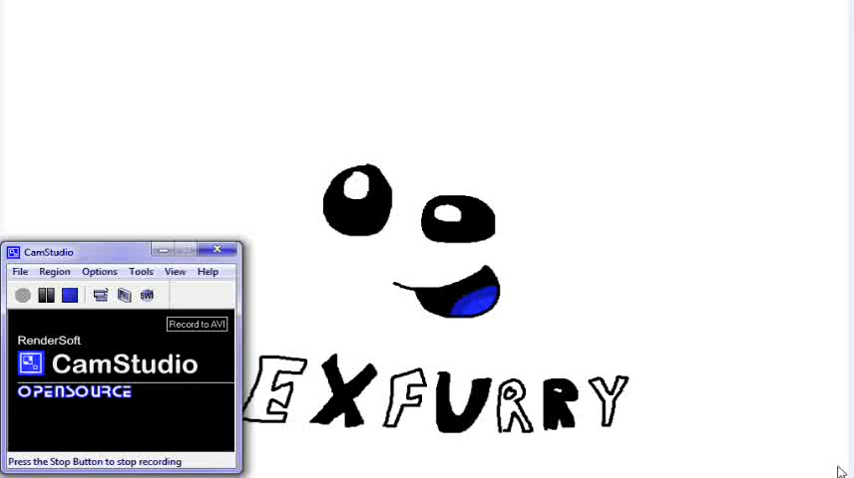 CamStudio
File Region Options Tools View Help
Record to AVI
RenderSoft
CamStudio
OPENSOURCE
Press the Stop Button to stop recording
EXFURRY